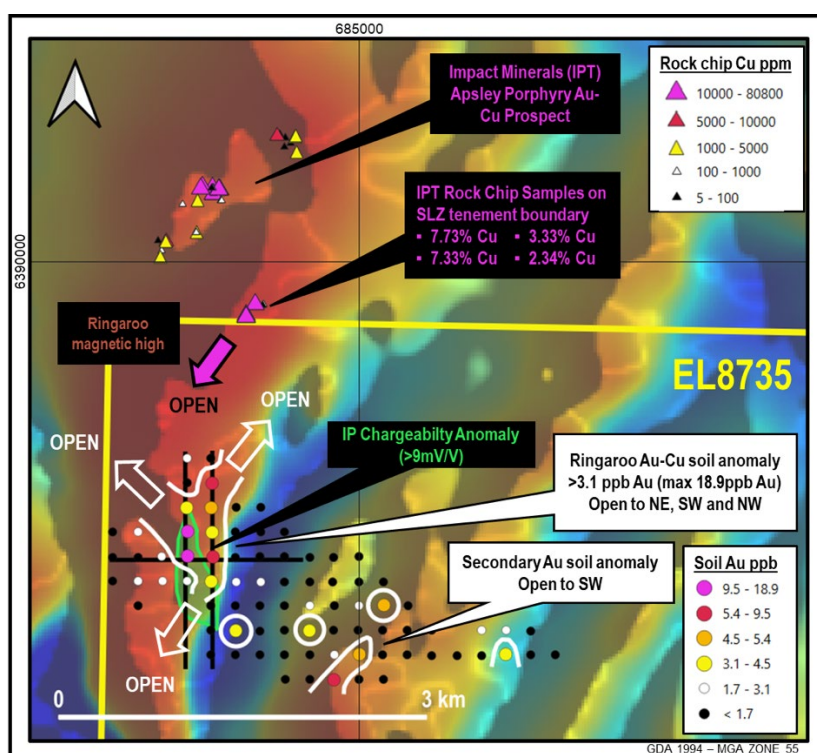 685000
6390000
Impact Minerals (IPT)
Apsley Porphyry Au-
Cu Prospect
Rock chip Cu ppm
10000 - 80800
5000 - 10000
1000 - 5000
100 - 1000
5 - 100
IPT Rock Chip Samples on
SLZ tenement boundary
▪ 7.73% Cu ▪ 3.33% Cu
▪ 7.33% Cu ▪ 2.34% Cu
Ringaroo
magnetic high
EL8735
OPEN
OPEN
OPEN
IP Chargeabilty Anomaly
(>9mV/V)
Ringaroo Au-Cu soil anomaly
>3.1 ppb Au (max 18.9ppb Au)
Open to NE, SW and NW
Secondary Au soil anomaly
Open to SW
Soil Au ppb
9.5 - 18.9
5.4 - 9.5
4.5 - 5.4
3.1 - 4.5
1.7 - 3.1
< 1.7
OPEN
0 3 km
GDA 1994 – MGA ZONE 55